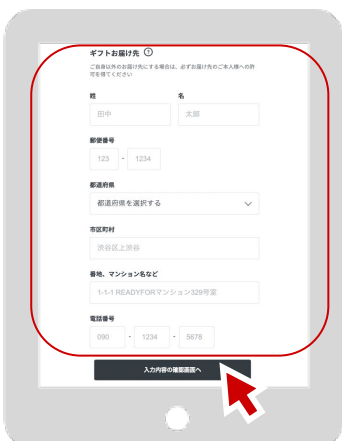 ギフトお届け先 ?
ご自身以外のお届け先にする場合は、必ずお届け先のご本人様への許
可を得てください
姓 名
田中 太郎
郵便番号
123 - 1234
都道府県
都道府県を選択する
市区町村
渋谷区上渋谷
番地、マンション名など
1-1-1 READYFORマンション329号室
電話番号
090 - 1234 - 5678
入力内容の確認画面へ